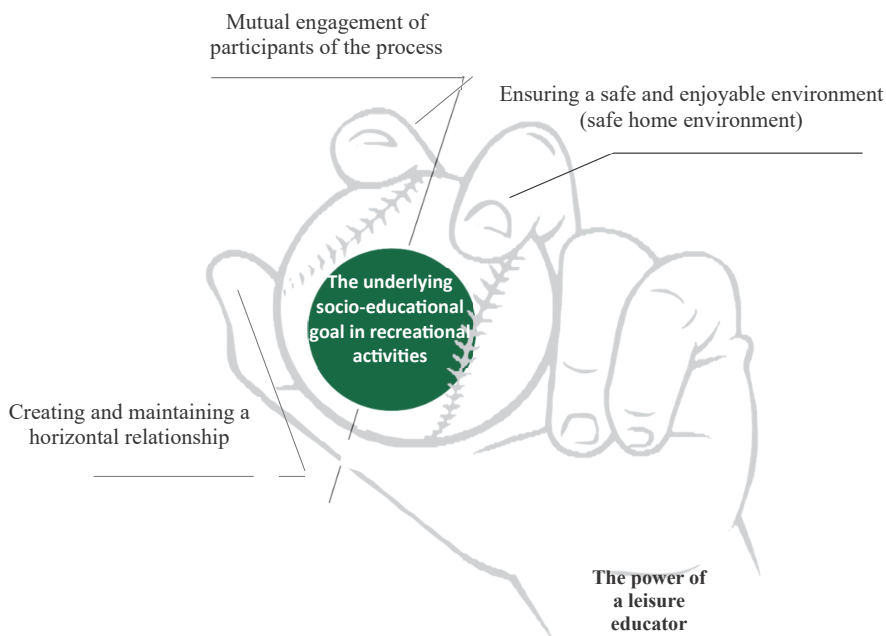 Mutual engagement of
participants of the process
Ensuring a safe and enjoyable environment
(safe home environment)
The underlying
socio-educational
goal in recreational
activities
Creating and maintaining a
horizontal relationship
The power of
a leisure
educator